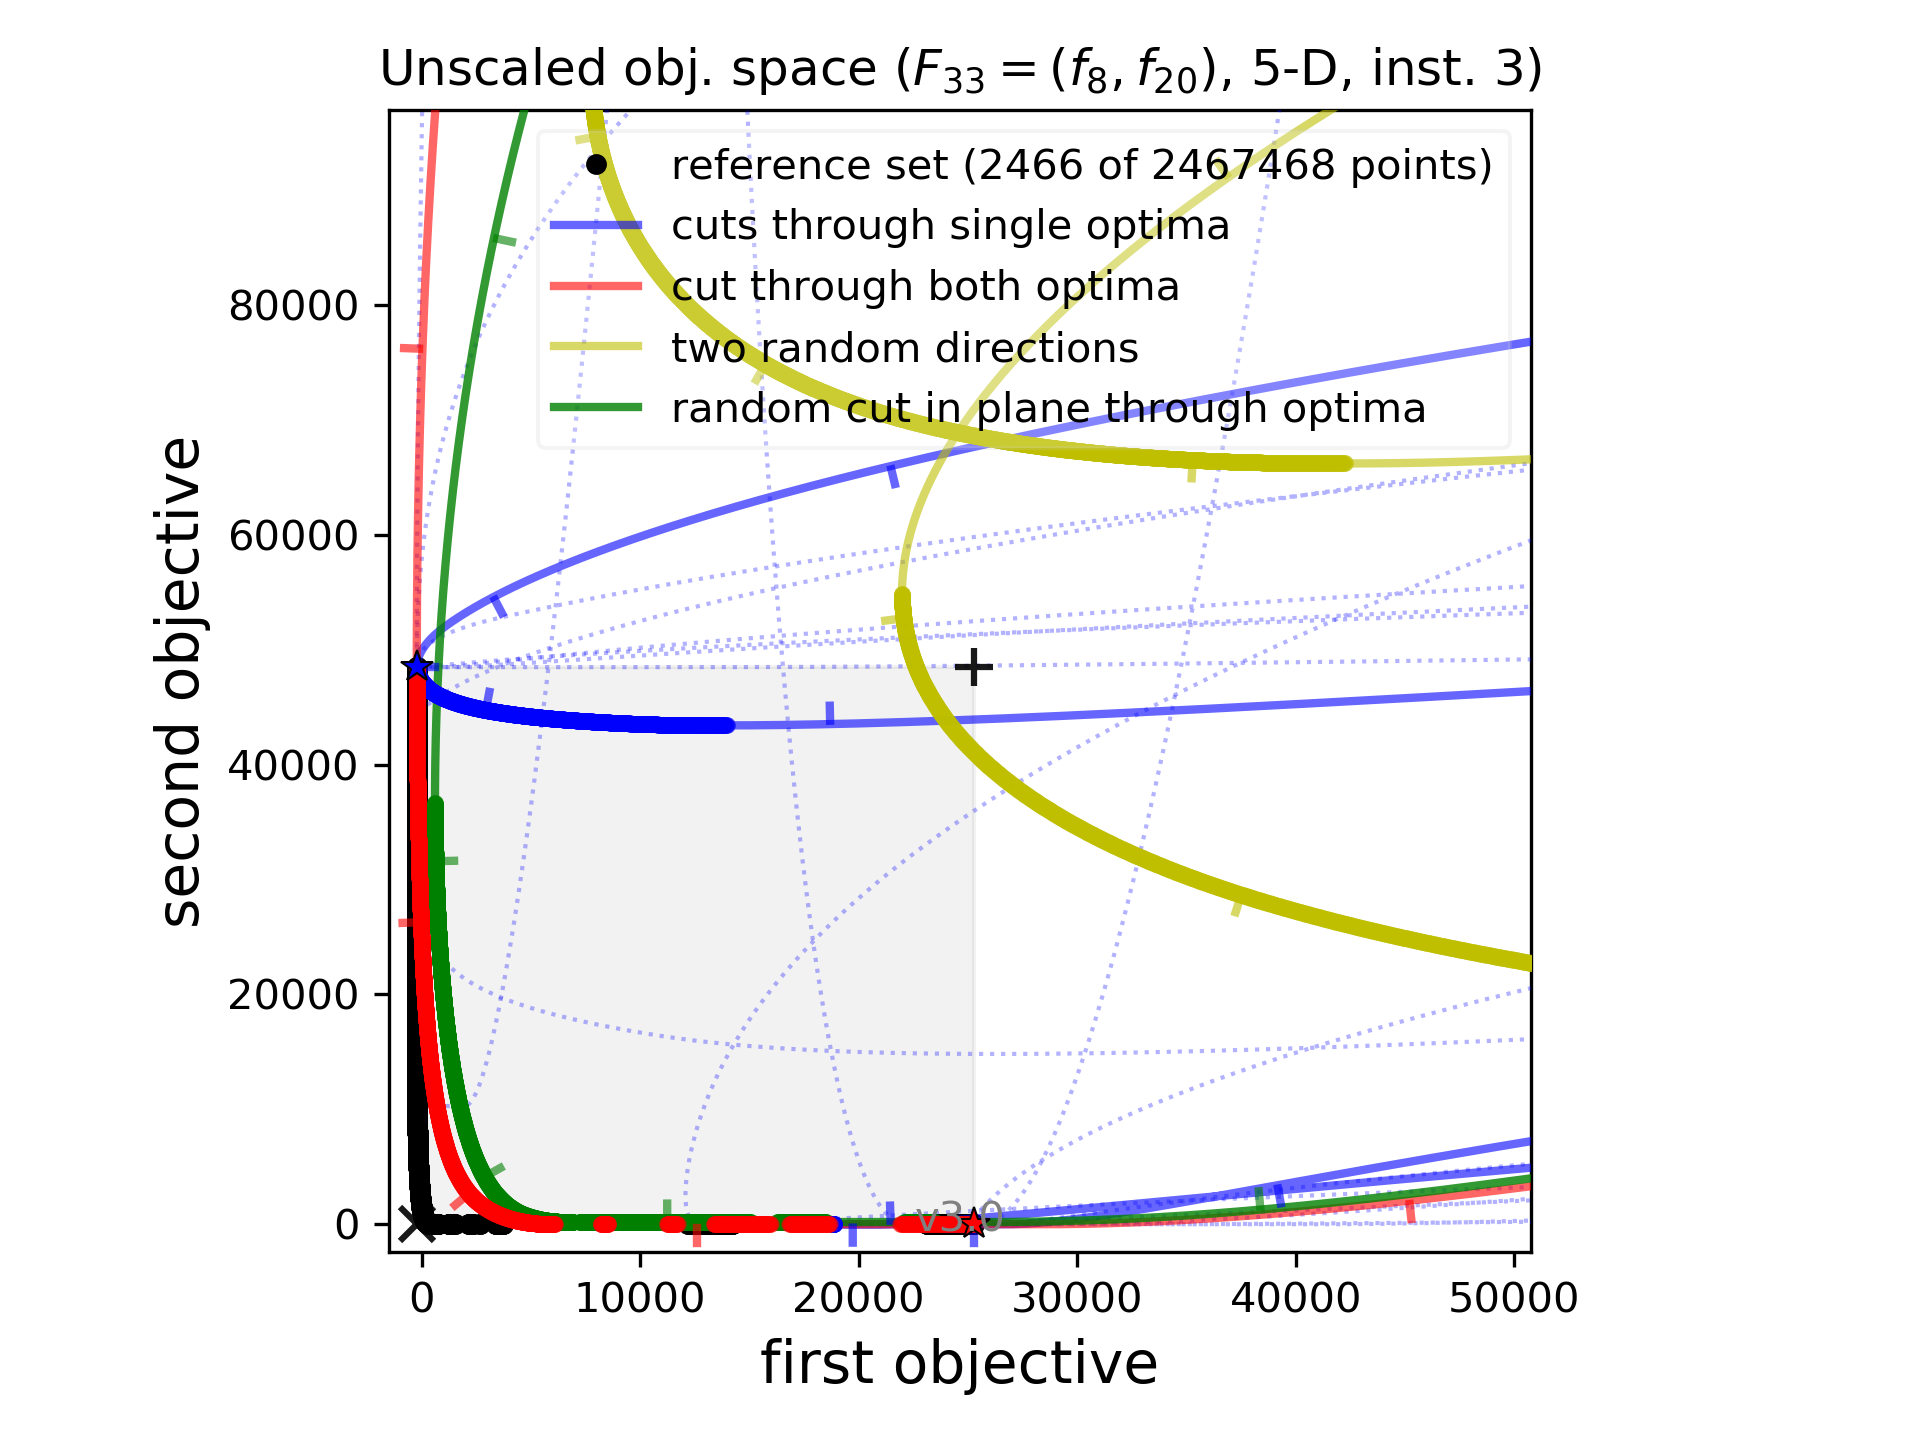 Unscaled obj. space (F33 = (f8, f20), 5-D, inst. 3)
reference set (2466 of 2467468 points)
cuts through single optima
cut through both optima
two random directions
random cut in plane through optima
second objective
80000
60000
40000
20000
0
v3.0
0 10000 20000 30000 40000 50000
first objective